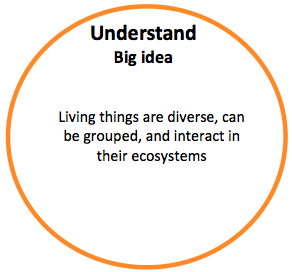 Understand
Big idea
Living things are diverse, can
be grouped, and interact in
their ecosystems